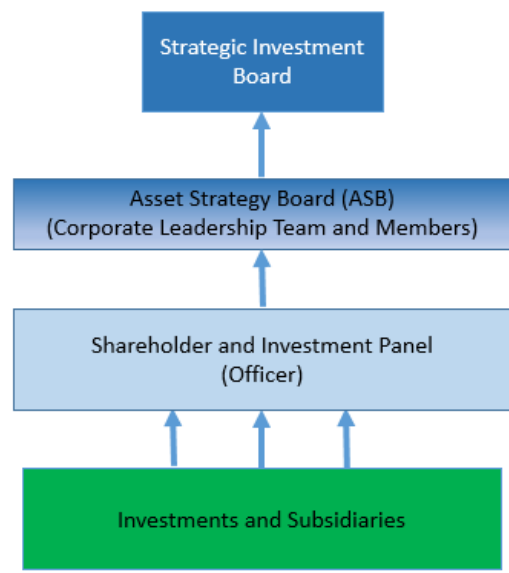 Strategic Investment
Board
Asset Strategy Board (ASB)
(Corporate Leadership Team and Members)
Shareholder and Investment Panel
(Officer)
Investments and Subsidiaries